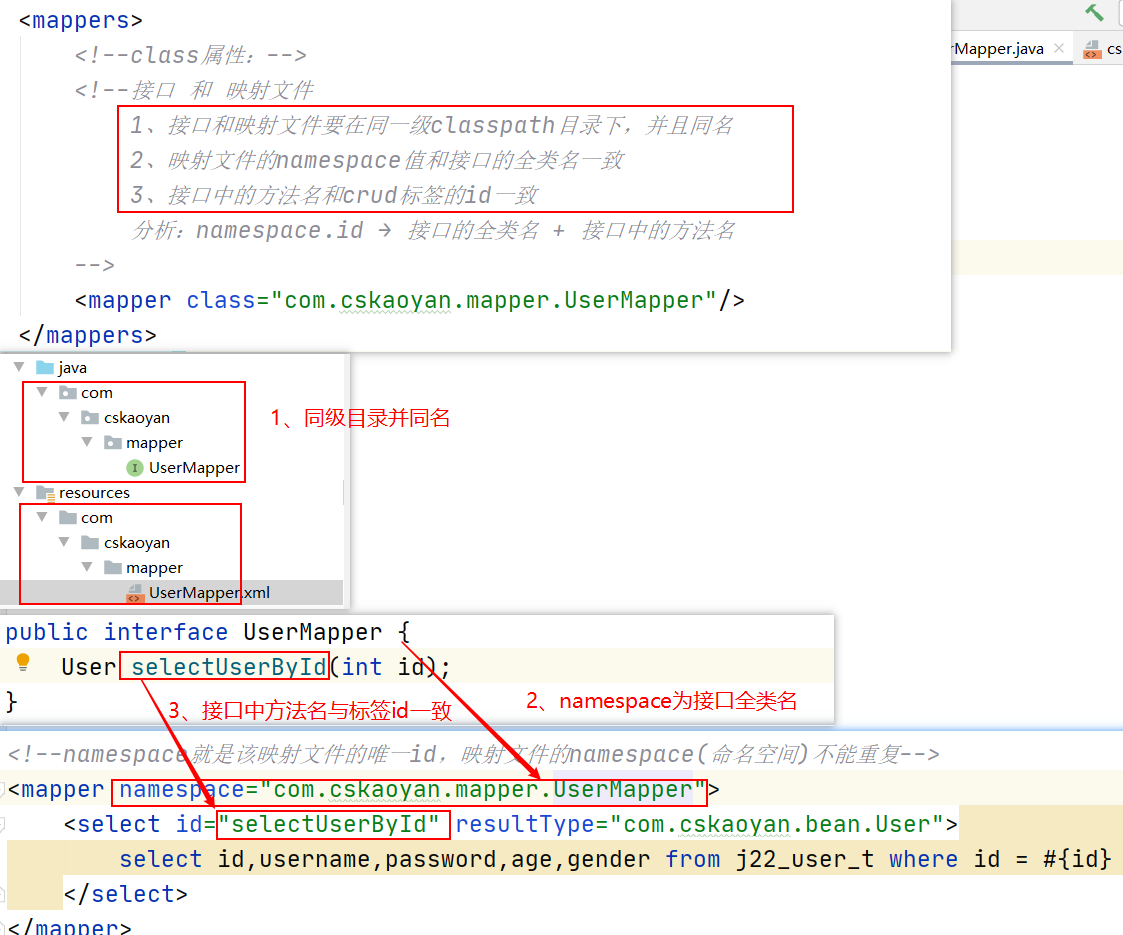 <mappers>
<!--class属性：-->
<!--接口 和 映射文件
1、接口和映射文件要在同一级classpath目录下，并且同名
2、映射文件的namespace值和接口的全类名一致
3、接口中的方法名和crud标签的id一致
分析：namespace.id → 接口的全类名 + 接口中的方法名
-->
<mapper class="com.cskaoyan.mapper.UserMapper"/>
</mappers>
rMapper.java
cs
java
com
cskaoyan
mapper
UserMapper
1、同级目录并同名
resources
com
cskaoyan
mapper
UserMapper.xml
public interface UserMapper {
User selectUserById(int id);
}
3、接口中方法名与标签id一致
2、namespace为接口全类名
<!--namespace就是该映射文件的唯一id，映射文件的namespace(命名空间)不能重复-->
<mapper namespace="com.cskaoyan.mapper.UserMapper">
<select id="selectUserById" resultType="com.cskaoyan.bean.User">
select id,username,password,age,gender from j22_user_t where id = #{id}
</select>
</mapper>